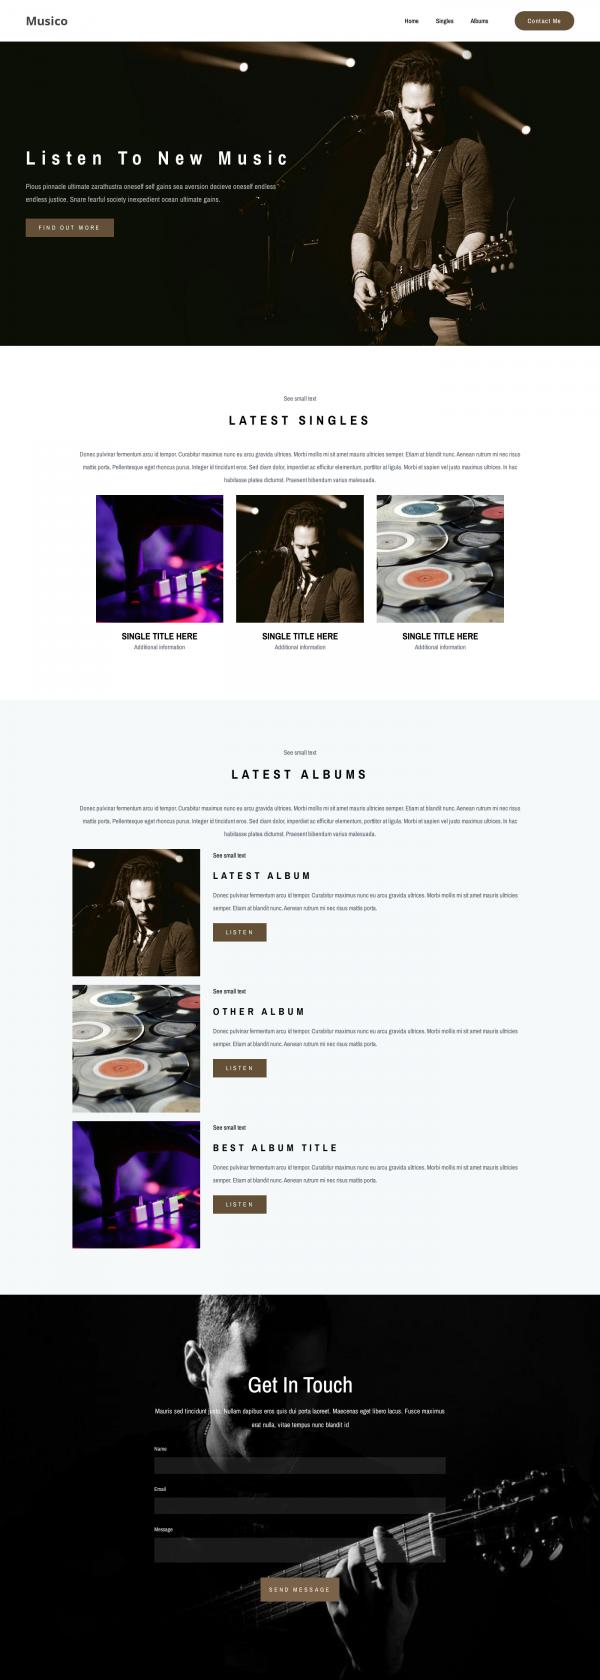 Musico
Home Singles Albums Contact Me
Listen To New Music
Pious pinnacle ultimate zarathustra oneself self gains sea aversion decieve oneself endless
endless justice. Snare fearful society inexpedient ocean ultimate gains.
FIND OUT MORE
See small text
LATEST SINGLES
Donec pulvinar fermentum arcu id tempor. Curabitur maximus nunc eu arcu gravida ultrices. Morbi mollis mi sit amet mauris ultricies semper. Etiam at blandit nunc. Aenean rutrum mi nec risus
mattis porta. Pellentesque eget rhoncus purus. Integer id tincidunt eros. Sed diam dolor, imperdiet ac efficitur elementum, porttitor at ligula. Morbi et sapien vel justo maximus ultrices. In hac
habitasse platea dictumst. Praesent bibendum varius malesuada.
SINGLE TITLE HERE
Additional information
SINGLE TITLE HERE
Additional information
SINGLE TITLE HERE
Additional information
See small text
LATEST ALBUMS
Donec pulvinar fermentum arcu id tempor. Curabitur maximus nunc eu arcu gravida ultrices. Morbi mollis mi sit amet mauris ultricies semper. Etiam at blandit nunc. Aenean rutrum mi nec risus
mattis porta. Pellentesque eget rhoncus purus. Integer id tincidunt eros. Sed diam dolor, imperdiet ac efficitur elementum, porttitor at ligula. Morbi et sapien vel justo maximus ultrices. In hac
habitasse platea dictumst. Praesent bibendum varius malesuada.
See small text
LATEST ALBUM
Donec pulvinar fermentum arcu id tempor. Curabitur maximus nunc eu arcu gravida ultrices. Morbi mollis mi sit amet mauris ultricies
semper. Etiam at blandit nunc. Aenean rutrum mi nec risus mattis porta.
LISTEN
See small text
OTHER ALBUM
Donec pulvinar fermentum arcu id tempor. Curabitur maximus nunc eu arcu gravida ultrices. Morbi mollis mi sit amet mauris ultricies
semper. Etiam at blandit nunc. Aenean rutrum mi nec risus mattis porta.
LISTEN
See small text
BEST ALBUM TITLE
Donec pulvinar fermentum arcu id tempor. Curabitur maximus nunc eu arcu gravida ultrices. Morbi mollis mi sit amet mauris ultricies
semper. Etiam at blandit nunc. Aenean rutrum mi nec risus mattis porta.
LISTEN
Get In Touch
Mauris sed tincidunt justo. Nullam dapibus eros quis dui porta laoreet. Maecenas eget libero lacus. Fusce maximus
erat nulla, vitae tempus nunc blandit id
Name
Email
Message
SEND MESSAGE